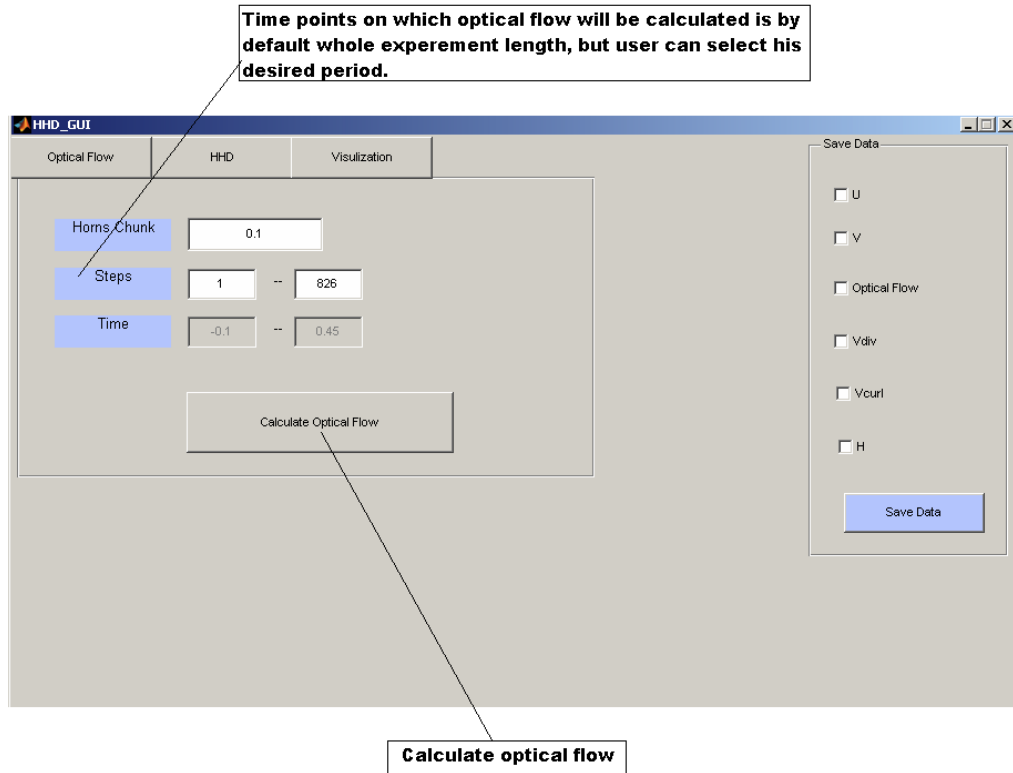 Time points on which optical flow will be calculated is by
default whole experement length, but user can select his
desired period.
HHD_GUI
Optical Flow
HHD
Visulization
Horns Chunk
0.1
Steps
1 -- 826
Time
-0.1 -- 0.45
Calculate Optical Flow
Save Data
U
V
Optical Flow
Vdiv
Vcurl
H
Save Data
Calculate optical flow